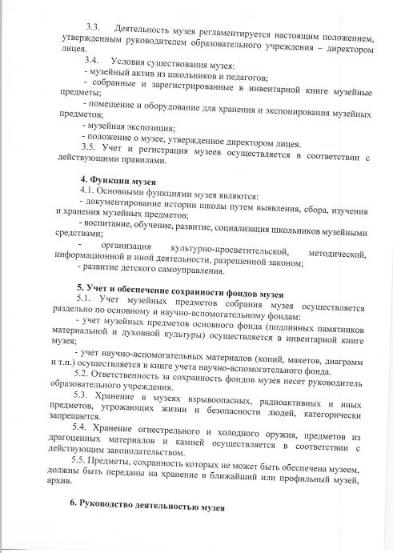 3.3. Деятельность музея регламентируется настоящим положением,
утвержденным руководителем образовательного учреждения – директором
лицея.
3.4. Условия существования музея:
- музейный актив из школьников и педагогов;
- собранные и зарегистрированные в инвентарной книге музейные
предметы;
- помещение и оборудование для хранения и экспонирования музейных
предметов;
- музейная экспозиция;
- положение о музее, утвержденное директором лицея.
3.5. Учет и регистрация музеев осуществляется в соответствии с
действующими правилами.
4. Функции музея
4.1. Основными функциями музея являются:
- документирование истории школы путем выявления, сбора, изучения
и хранения музейных предметов;
- воспитание, обучение, развитие, социализация школьников музейными
средствами;
- организация культурно-просветительской, методической,
информационной и иной деятельности, разрешенной законом;
- развитие детского самоуправления.
5. Учет и обеспечение сохранности фондов музея
5.1. Учет музейных предметов собрания музея осуществляется
раздельно по основному и научно-вспомогательному фондам:
- учет музейных предметов основного фонда (подлинных памятников
материальной и духовной культуры) осуществляется в инвентарной книге
музея;
- учет научно-вспомогательных материалов (копий, макетов, диаграмм
и т.п.) осуществляется в книге учета научно-вспомогательного фонда.
5.2. Ответственность за сохранность фондов музея несет руководитель
образовательного учреждения.
5.3. Хранение в музеях взрывоопасных, радиоактивных и иных
предметов, угрожающих жизни и безопасности людей, категорически
запрещается.
5.4. Хранение огнестрельного и холодного оружия, предметов из
драгоценных материалов и камней осуществляется в соответствии с
действующим законодательством.
5.5. Предметы, сохранность которых не может быть обеспечена музеем,
должны быть переданы на хранение в ближайший или профильный музей,
архив.
6. Руководство деятельностью музея